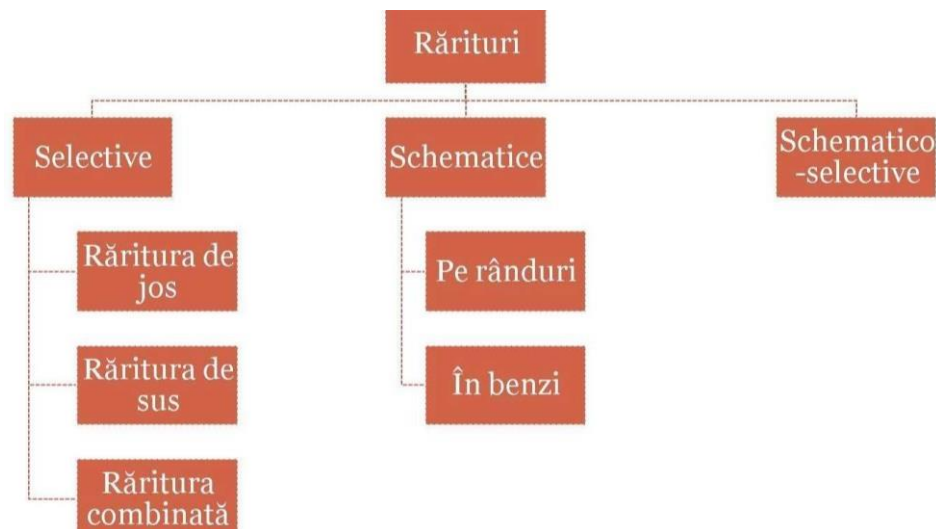 Rărituri
Selective
Schematice
Schematico
-selective
Răritura de
jos
Pe rânduri
Răritura de
sus
În benzi
Răritura
combinată